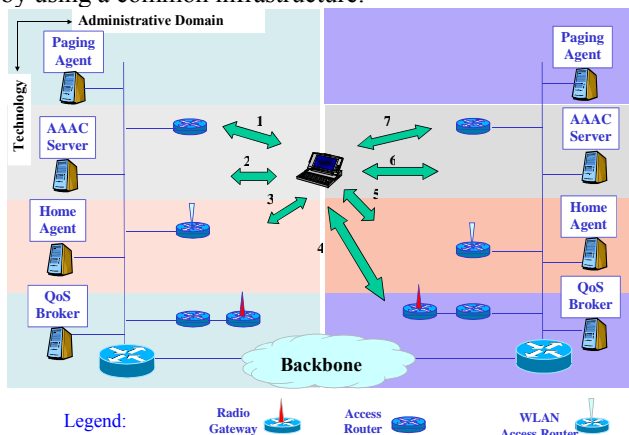 by using a common infrastructure.
Administrative Domain
Technology
Paging
Agent
AAAC
Server
Home
Agent
QoS
Broker
1
2
3
4
5
6
7
Paging
Agent
AAAC
Server
Home
Agent
QoS
Broker
Backbone
Legend:
Radio
Gateway
Access
Router
WLAN
Access Router